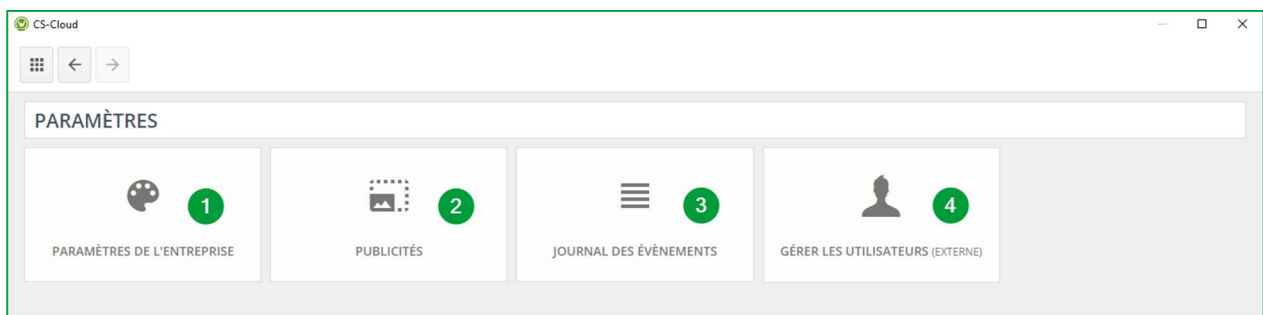 CS-Cloud
PARAMÈTRES
1
2
3
4
PARAMÈTRES DE L'ENTREPRISE
PUBLICITÉS
JOURNAL DES ÉVÈNEMENTS
GÉRER LES UTILISATEURS (EXTERNE)